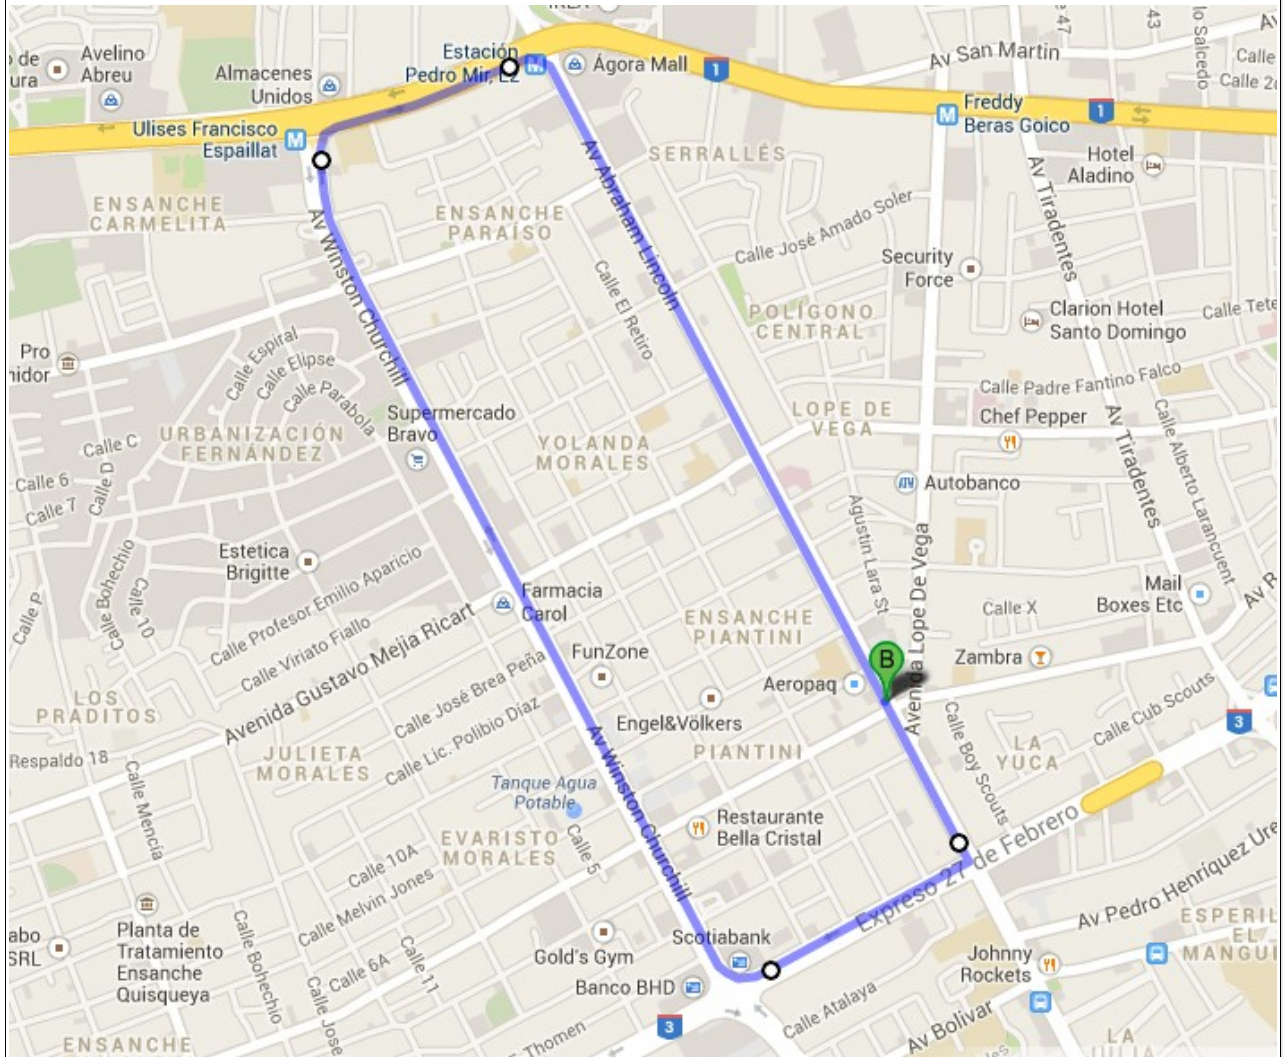 IKEA
Estación
Pedro Mir, L2
Ágora Mall
1
Av San Martin
47
43
lo Salcedo
Calle
Calle 2
o de
ura
Avelino
Abreu
Almacenes
Unidos
Ulises Francisco
Espaillat
Freddy
Beras Goico
1
Hotel
Aladino
SERRALLÉS
Av Abraham Lincoln
Av Tiradentes
ENSANCHE
CARMELITA
ENSANCHE
PARAÍSO
Calle José Amado Soler
Av Winston Churchill
Security
Force
Calle El Retiro
POLÍGONO
CENTRAL
Clarion Hotel
Santo Domingo
Calle Tete
Pro
nidor
Calle Espiral
Calle Elipse
Calle Parabola
Calle Padre Fantino Falco
Supermercado
Bravo
LOPE DE
VEGA
Chef Pepper
Av Tiradentes
Calle Alberto Larancuent
Calle C
Calle D
URBANIZACIÓN
FERNÁNDEZ
YOLANDA
MORALES
Calle 6
Calle 7
Autobanco
Agustin Lara St
Avenida Lope De Vega
Estetica
Brigitte
Calle Bohechio
Calle 10
Calle P
Calle Profesor Emilio Aparicio
Farmacia
Carol
Mail
Boxes Etc
Av R
Calle Viriato Fiallo
ENSANCHE
PIANTINI
Calle X
Avenida Gustavo Mejia Ricart
FunZone
B
Zambra
Aeropaq
LOS
PRADITOS
Calle José Brea Peña
Engel&Völkers
Calle Cub Scouts
3
Calle Lic. Polibio Diaz
Av Winston Churchill
PIANTINI
Calle Boy Scouts
LA
YUCA
Respaldo 18
JULIETA
MORALES
Calle Mencia
Tanque Agua
Potable
Restaurante
Bella Cristal
EVARISTO
MORALES
Calle 5
Calle 10A
Expreso 27 de Febrero
Av Pedro Henríquez Ure
Calle Melvin Jones
ESPERIL
EL
MANGUI
abo
SRL
Planta de
Tratamiento
Ensanche
Quisqueya
Calle Bohechio
Calle 6A
Calle 11
Gold's Gym
Scotiabank
Johnny
Rockets
Banco BHD
3
Calle Atalaya
Av Bolivar
Calle Jose
E Thomen
ENSANCHE
LA
JULIA